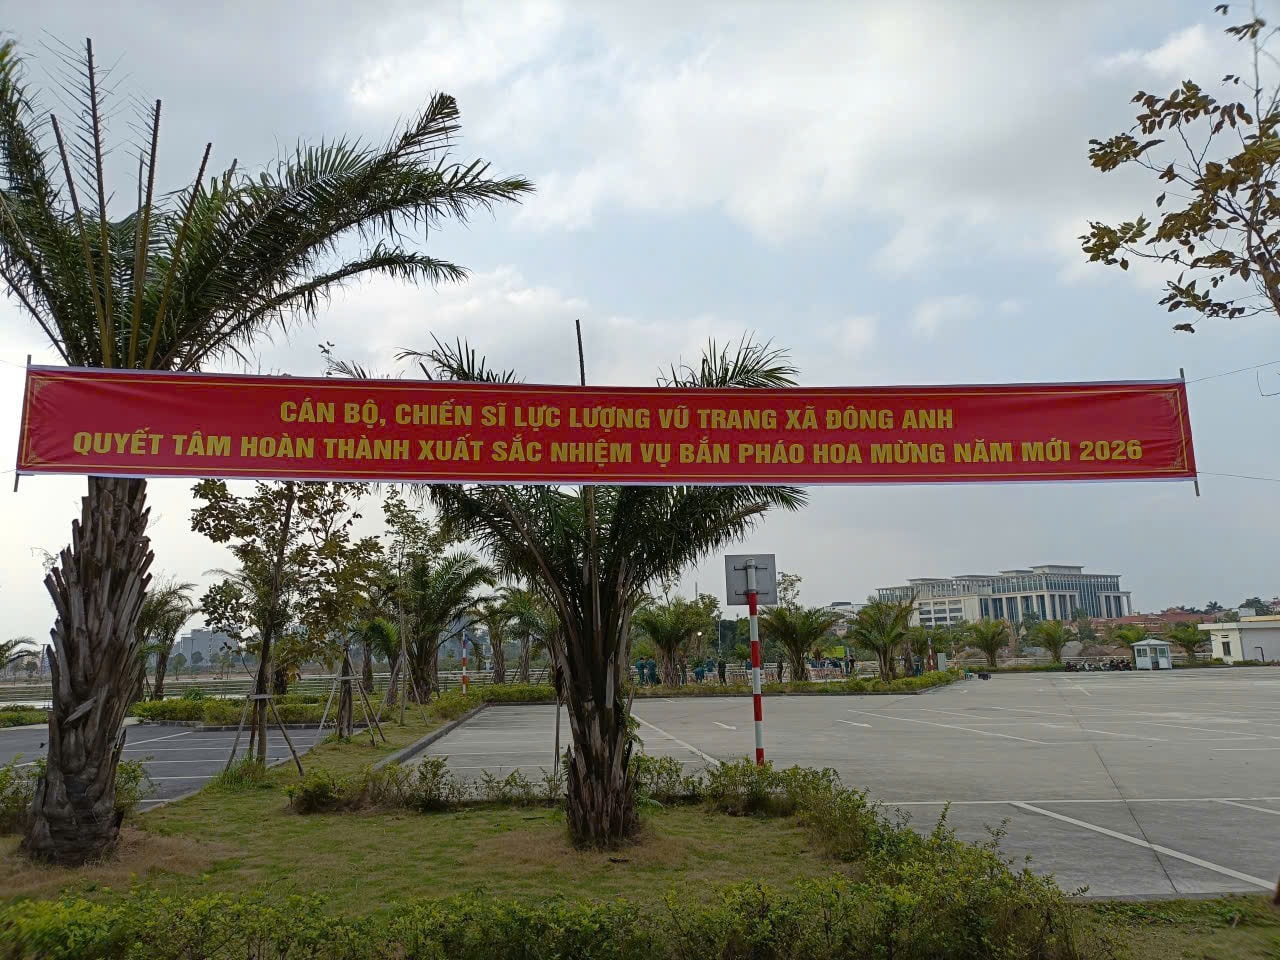 CÁN BỘ, CHIẾN SĨ LỰC LƯỢNG VŨ TRANG XÃ ĐÔNG ANH
QUYẾT TÂM HOÀN THÀNH XUẤT SẮC NHIỆM VỤ BẮN PHÁO HOA MỪNG NĂM MỚI 2026